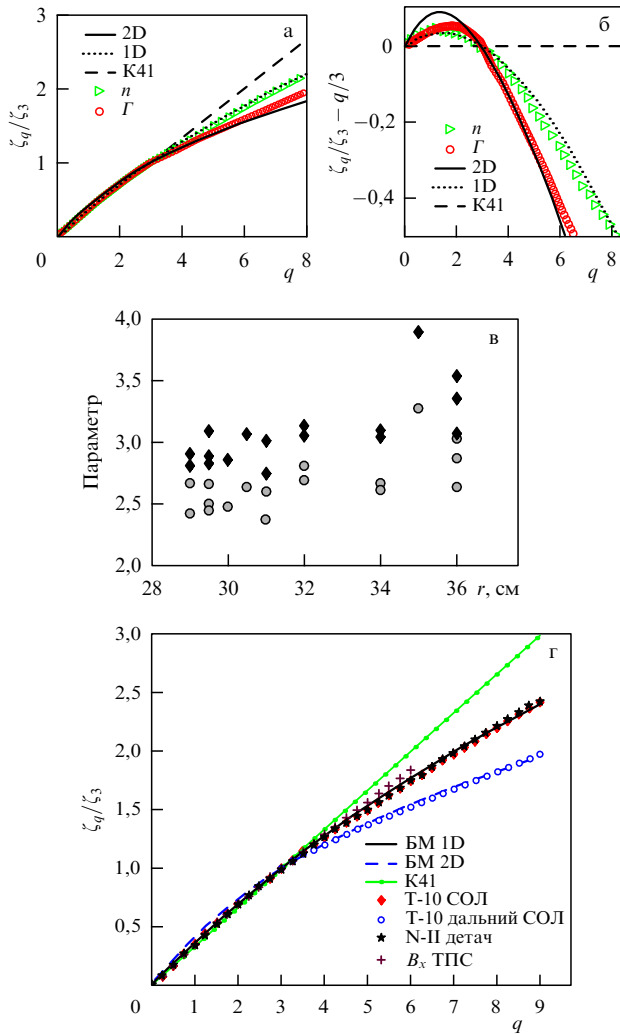 а
ζq/ζ3
3
2
1
0
2D
1D
К41
n
Γ
0 2 4 6 8
q
б
ζq/ζ3 − q/3
0
−0,2
−0,4
n
Γ
2D
1D
К41
0 2 4 6 8
q
в
Параметр
4,0
3,5
3,0
2,5
2,0
28 30 32 34 36 r, см
г
ζq/ζ3
3,0
2,5
2,0
1,5
1,0
0,5
БМ 1D
БМ 2D
К41
Т-10 СОЛ
Т-10 дальний СОЛ
N-II детач
Bx ТПС
0 1 2 3 4 5 6 7 8 9
q